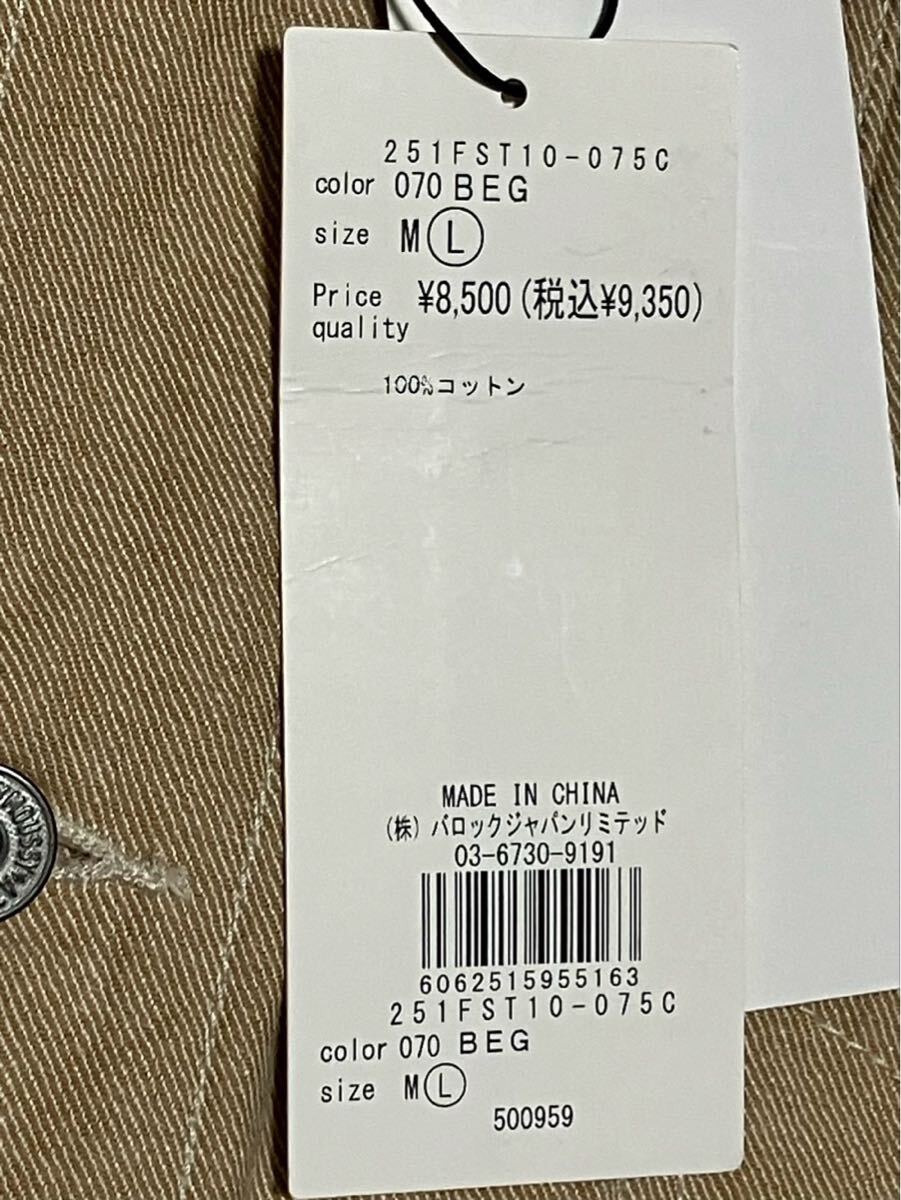 251FST10-075C
color 070 BEG
size M L
Price ¥8,500 (税込¥9,350)
quality
100%コットン
MADE IN CHINA
(株) バロックジャパンリミテッド
03-6730-9191
6062515955163
251FST10-075C
color 070 BEG
size M L
500959
MOUSSY